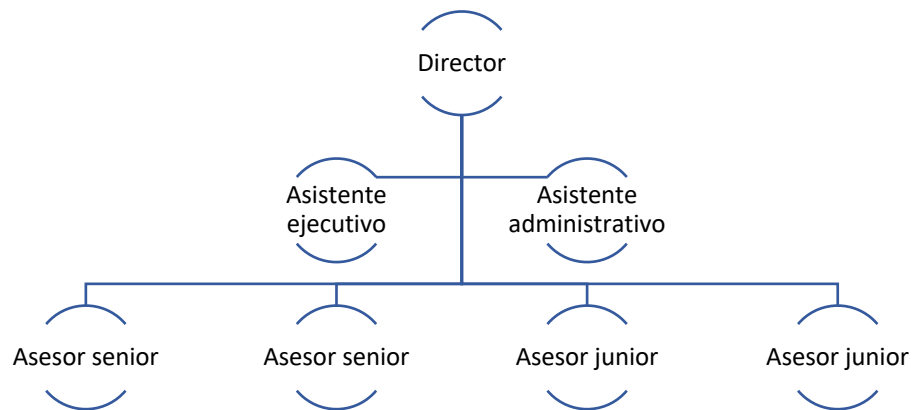 Director
Asistente
ejecutivo
Asistente
administrativo
Asesor senior
Asesor senior
Asesor junior
Asesor junior